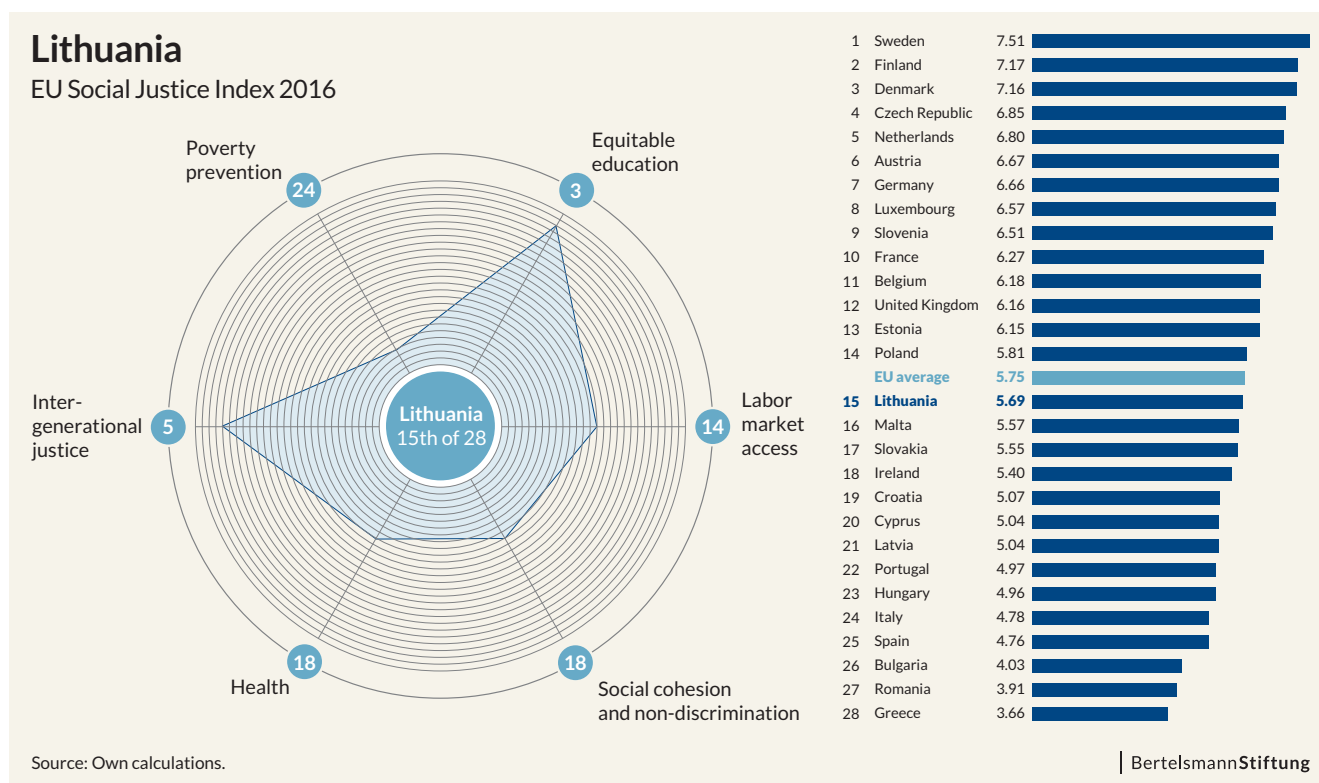 Lithuania
EU Social Justice Index 2016
Poverty
prevention
24
Equitable
education
3
Inter-
generational
justice
5
Lithuania
15th of 28
14
Labor
market
access
18
Health
18
Social cohesion
and non-discrimination
1 Sweden 7.51
2 Finland 7.17
3 Denmark 7.16
4 Czech Republic 6.85
5 Netherlands 6.80
6 Austria 6.67
7 Germany 6.66
8 Luxembourg 6.57
9 Slovenia 6.51
10 France 6.27
11 Belgium 6.18
12 United Kingdom 6.16
13 Estonia 6.15
14 Poland 5.81
EU average 5.75
15 Lithuania 5.69
16 Malta 5.57
17 Slovakia 5.55
18 Ireland 5.40
19 Croatia 5.07
20 Cyprus 5.04
21 Latvia 5.04
22 Portugal 4.97
23 Hungary 4.96
24 Italy 4.78
25 Spain 4.76
26 Bulgaria 4.03
27 Romania 3.91
28 Greece 3.66
Source: Own calculations.
BertelsmannStiftung